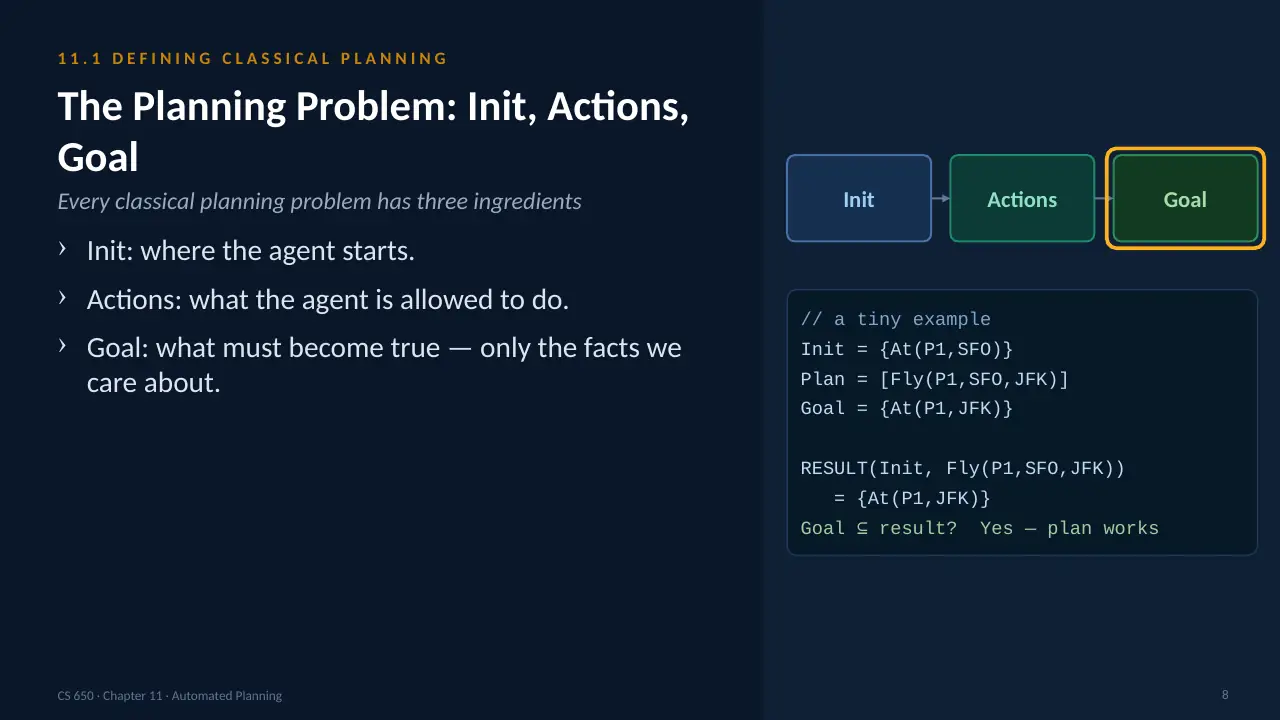 11.1 DEFINING CLASSICAL PLANNING
The Planning Problem: Init, Actions,
Goal
Every classical planning problem has three ingredients
› Init: where the agent starts.
› Actions: what the agent is allowed to do.
› Goal: what must become true — only the facts we
care about.
Init
Actions
Goal
// a tiny example
Init = {At(P1,SFO)}
Plan = [Fly(P1,SFO,JFK)]
Goal = {At(P1,JFK)}
RESULT(Init, Fly(P1,SFO,JFK))
   = {At(P1,JFK)}
Goal ⊆ result?  Yes — plan works
CS 650 · Chapter 11 · Automated Planning
8